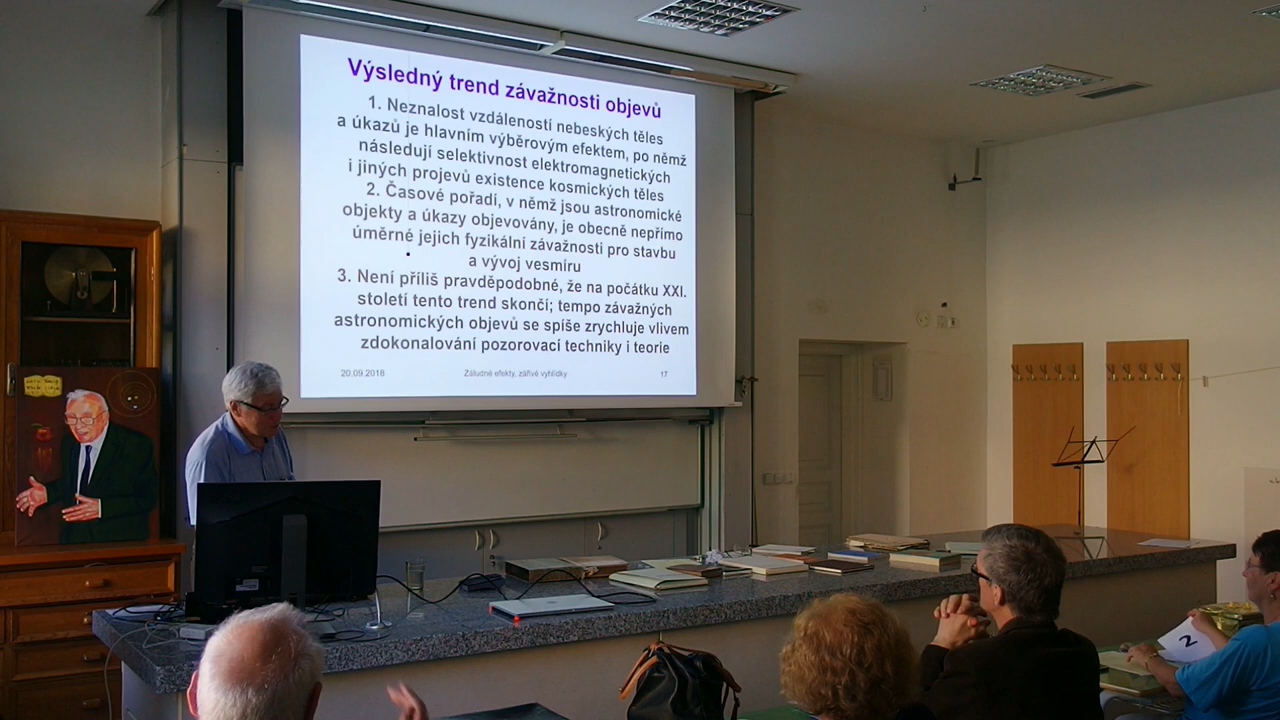 Výsledný trend závažnosti objevů
1. Neznalost vzdáleností nebeských těles
a úkazů je hlavním výběrovým efektem, po němž
následují selektivnost elektromagnetických
i jiných projevů existence kosmických těles
2. Časové pořadí, v němž jsou astronomické
objekty a úkazy objevovány, je obecně nepřímo
úměrné jejich fyzikální závažnosti pro stavbu
a vývoj vesmíru
3. Není příliš pravděpodobné, že na počátku XXI.
století tento trend skončí; tempo závažných
astronomických objevů se spíše zrychluje vlivem
zdokonalování pozorovací techniky i teorie
20.09.2018 Záludné efekty, zářivé vyhlídky 17
2